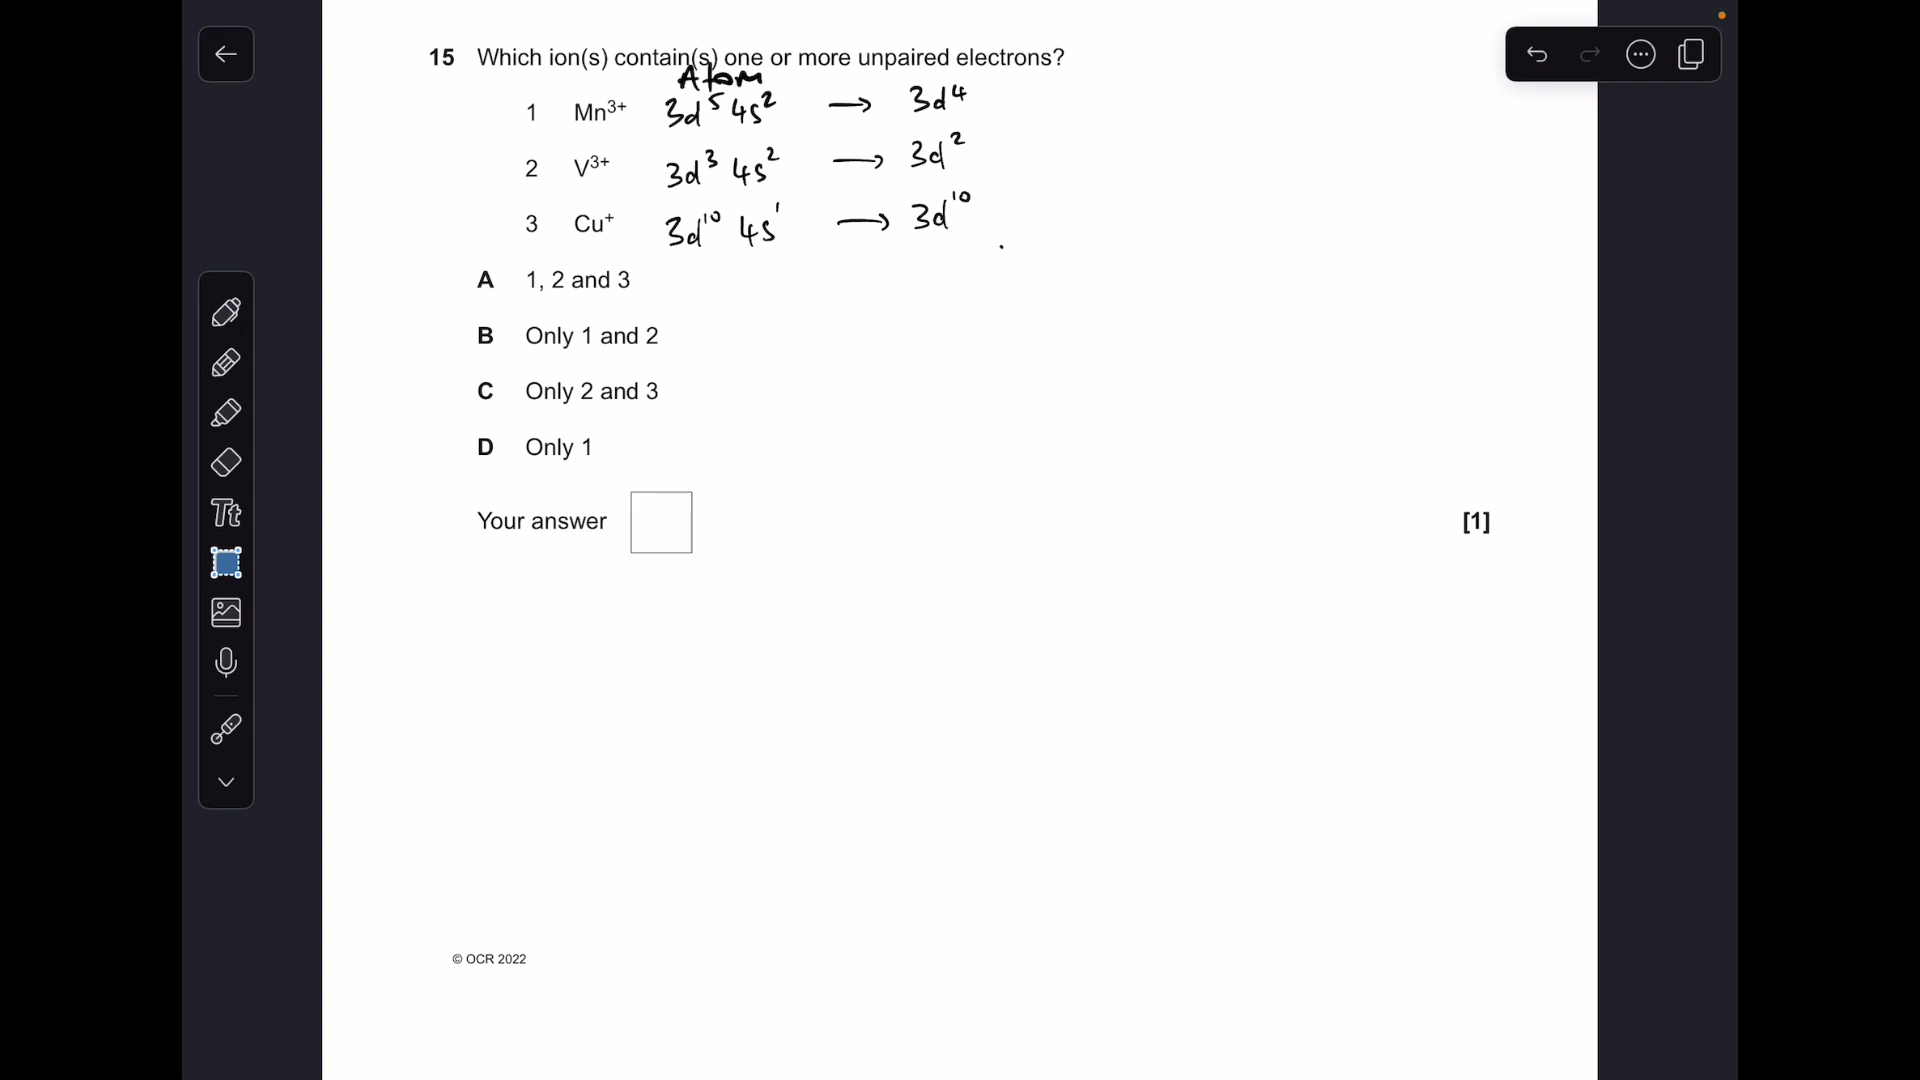 15 Which ion(s) contain(s) one or more unpaired electrons?
Atom
1 Mn³⁺ 3d⁵ 4s² → 3d⁴
2 V³⁺ 3d³ 4s² → 3d²
3 Cu⁺ 3d¹⁰ 4s¹ → 3d¹⁰
A 1, 2 and 3
B Only 1 and 2
C Only 2 and 3
D Only 1
Your answer [1]
© OCR 2022
Tt